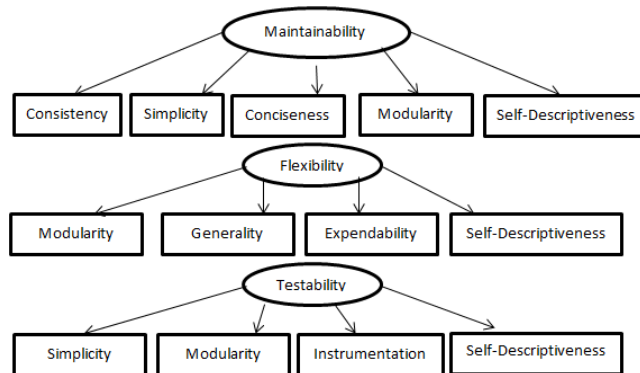 Maintainability
Consistency
Simplicity
Conciseness
Modularity
Self-Descriptiveness
Flexibility
Modularity
Generality
Expendability
Self-Descriptiveness
Testability
Simplicity
Modularity
Instrumentation
Self-Descriptiveness